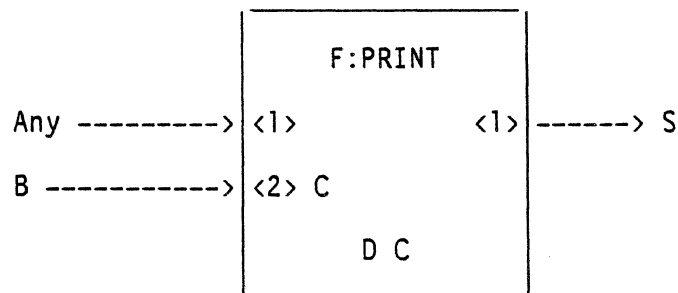 F:PRINT
Any ---------> <1> <1> ------> S
B -----------> <2> C
D C